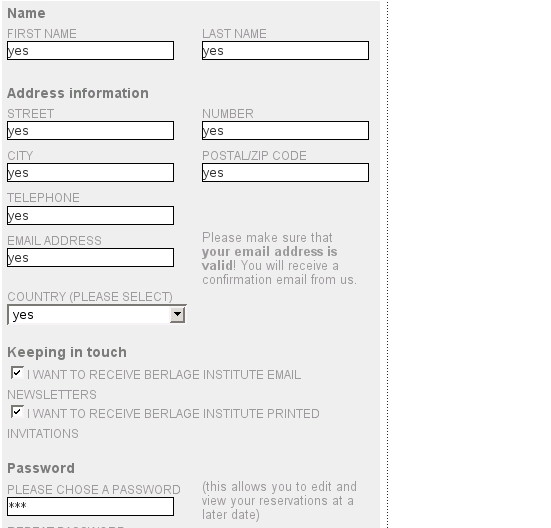 Name
FIRST NAME LAST NAME
yes yes
Address information
STREET NUMBER
yes yes
CITY POSTAL/ZIP CODE
yes yes
TELEPHONE
yes
EMAIL ADDRESS
yes
Please make sure that
your email address is
valid! You will receive a
confirmation email from us.
COUNTRY (PLEASE SELECT)
yes
Keeping in touch
I WANT TO RECEIVE BERLAGE INSTITUTE EMAIL
NEWSLETTERS
I WANT TO RECEIVE BERLAGE INSTITUTE PRINTED
INVITATIONS
Password
PLEASE CHOSE A PASSWORD
***
(this allows you to edit and
view your reservations at a
later date)
REPEAT PASSWORD